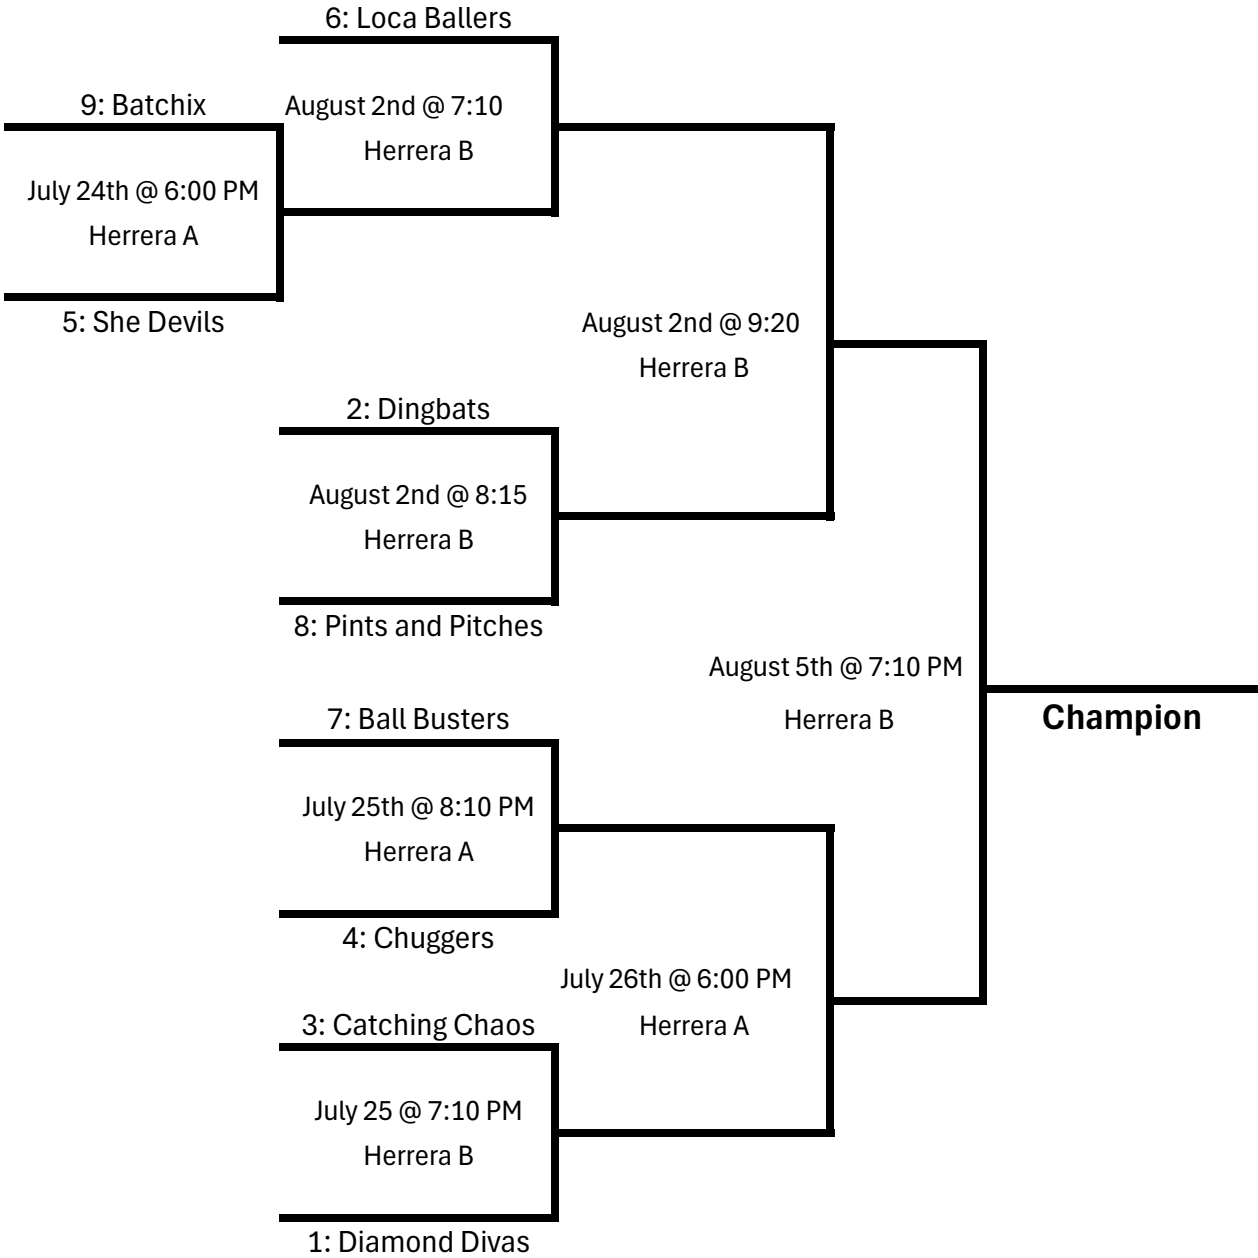 6: Loca Ballers
9: Batchix
August 2nd @ 7:10
Herrera B
July 24th @ 6:00 PM
Herrera A
5: She Devils
August 2nd @ 9:20
Herrera B
2: Dingbats
August 2nd @ 8:15
Herrera B
8: Pints and Pitches
August 5th @ 7:10 PM
Herrera B
Champion
7: Ball Busters
July 25th @ 8:10 PM
Herrera A
4: Chuggers
July 26th @ 6:00 PM
Herrera A
3: Catching Chaos
July 25 @ 7:10 PM
Herrera B
1: Diamond Divas